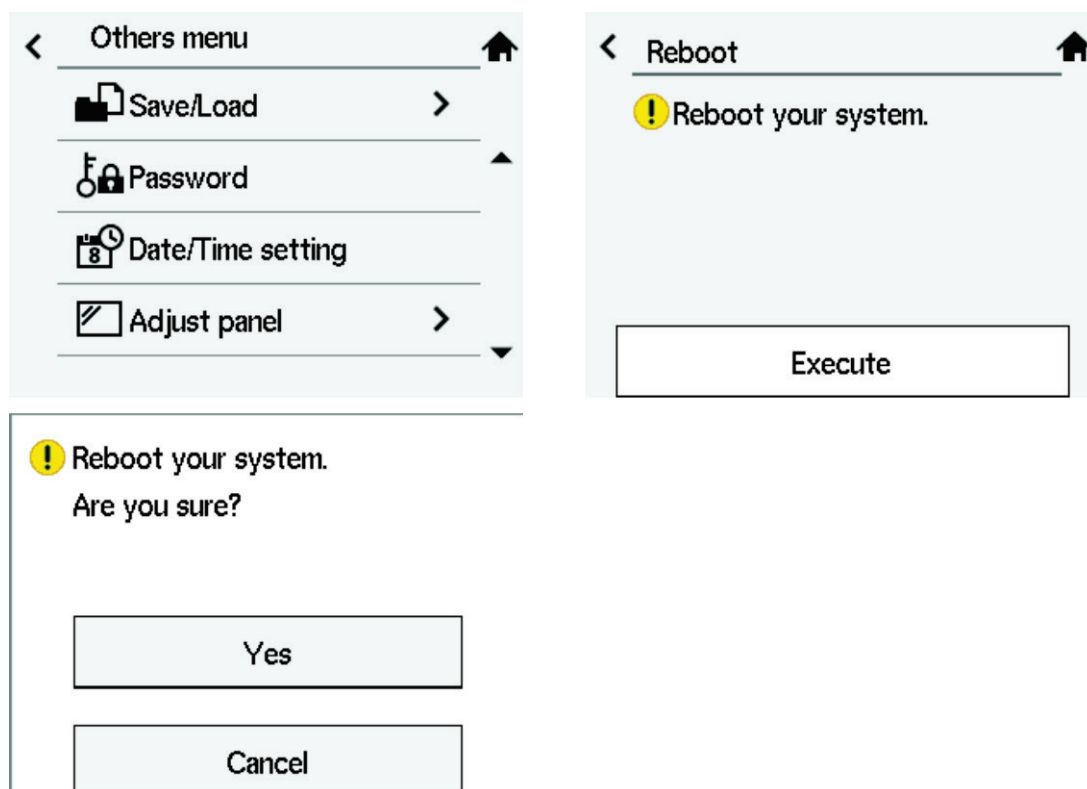 Others menu
Save/Load
Password
8
Date/Time setting
Adjust panel
Reboot
! Reboot your system.
Execute
! Reboot your system.
Are you sure?
Yes
Cancel